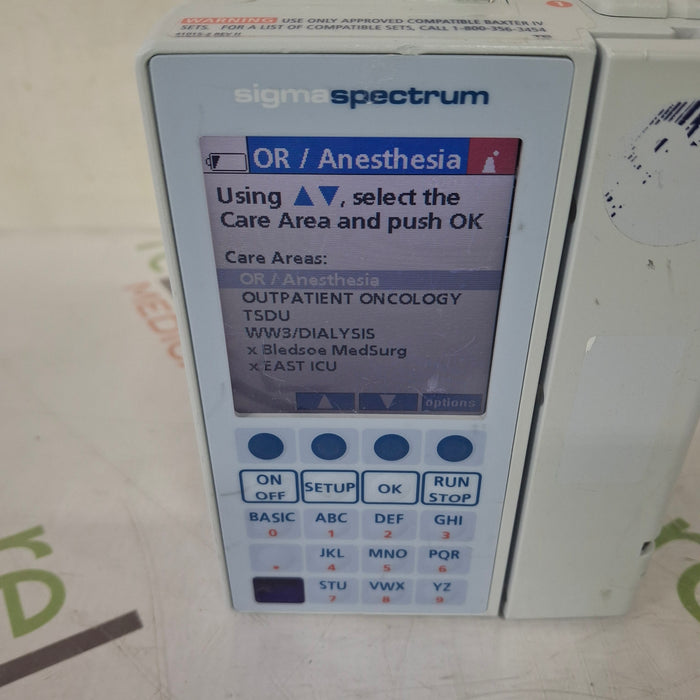 WARNING USE ONLY APPROVED COMPATIBLE BAXTER IV
SETS. FOR A LIST OF COMPATIBLE SETS, CALL 1-800-356-3454
41015-2 REV H
sigmaspectrum
OR / Anesthesia
Using ▲▼, select the
Care Area and push OK
Care Areas:
OR / Anesthesia
OUTPATIENT ONCOLOGY
TSDU
WW3/DIALYSIS
x Bledsoe MedSurg
x EAST ICU
options
ON OFF SETUP OK RUN STOP
BASIC ABC DEF GHI
0 1 2 3
JKL MNO PQR
. 4 5 6
STU VWX YZ
7 8 9